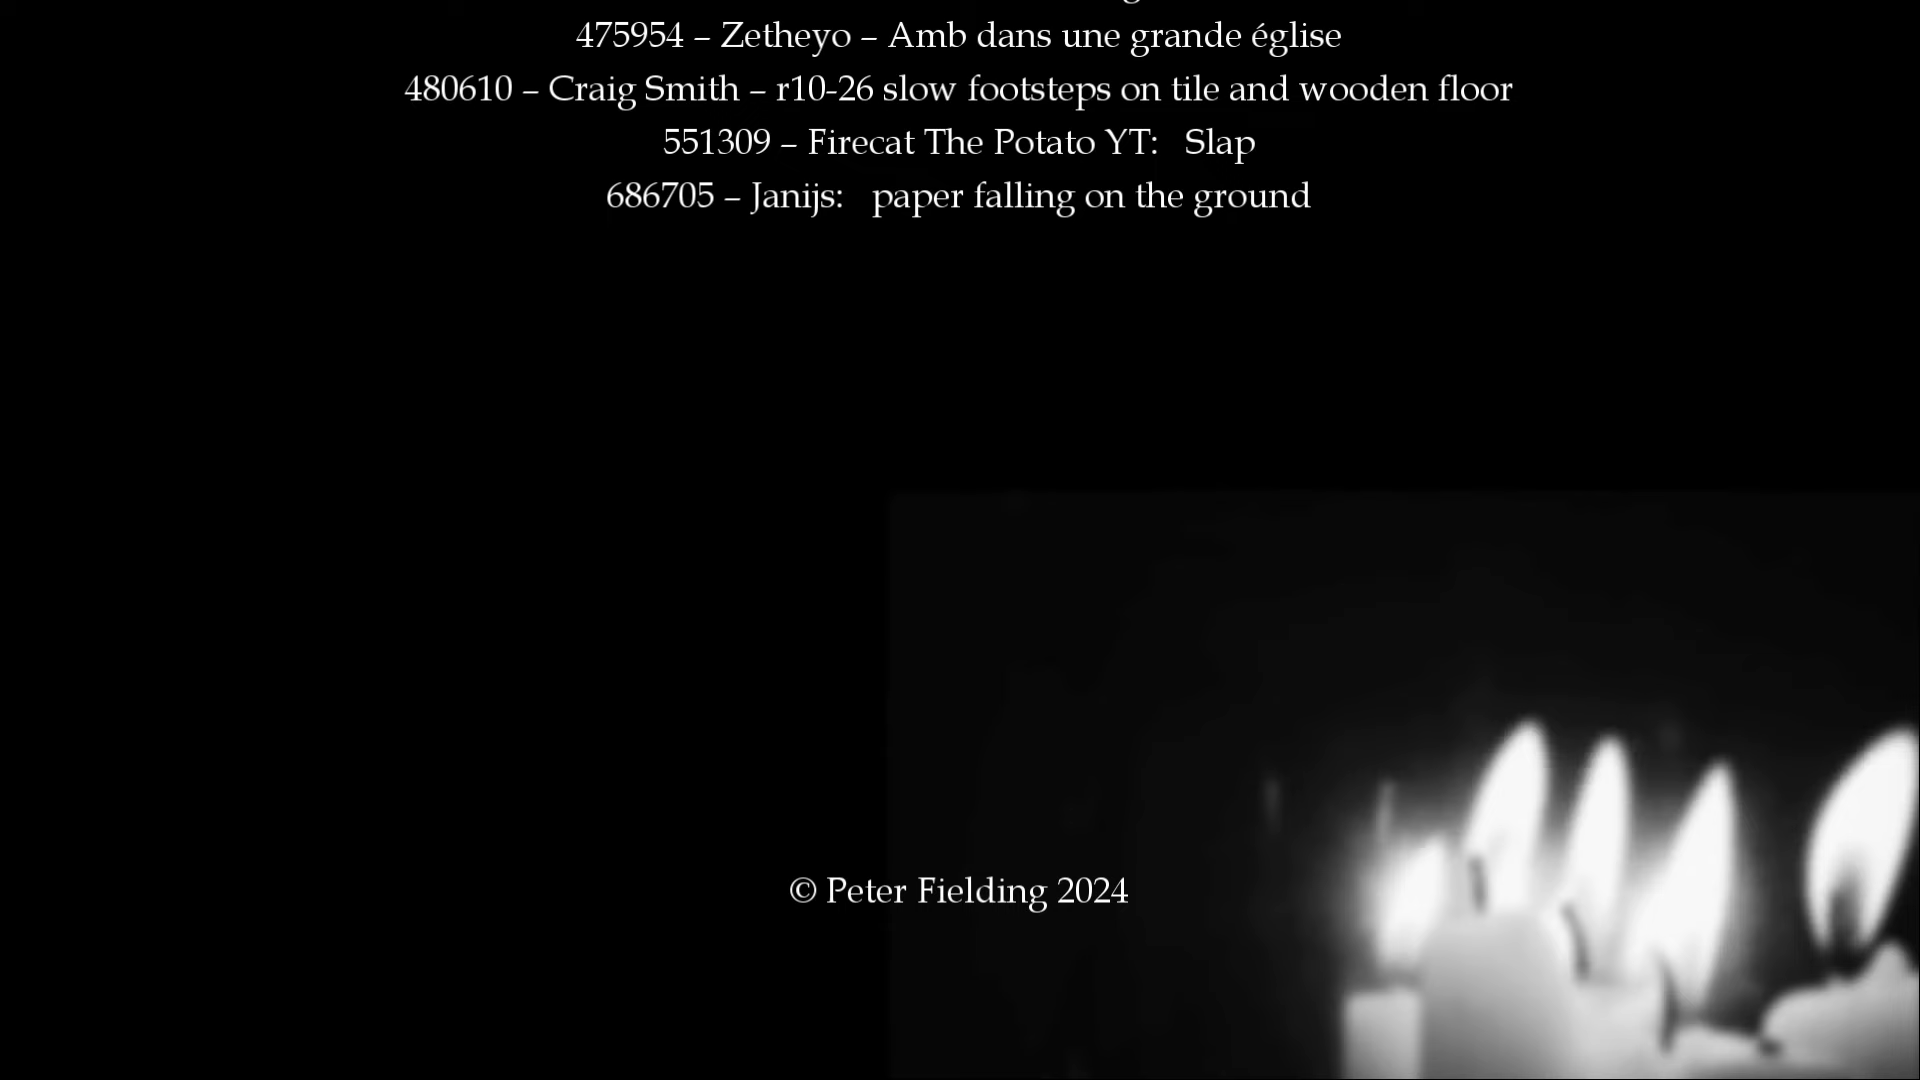 475954 – Zetheyo – Amb dans une grande église
480610 – Craig Smith – r10-26 slow footsteps on tile and wooden floor
551309 – Firecat The Potato YT:   Slap
686705 – Janijs:   paper falling on the ground
© Peter Fielding 2024